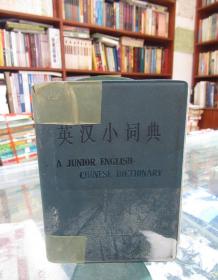 英汉小词典
A JUNIOR ENGLISH-
CHINESE DICTIONARY